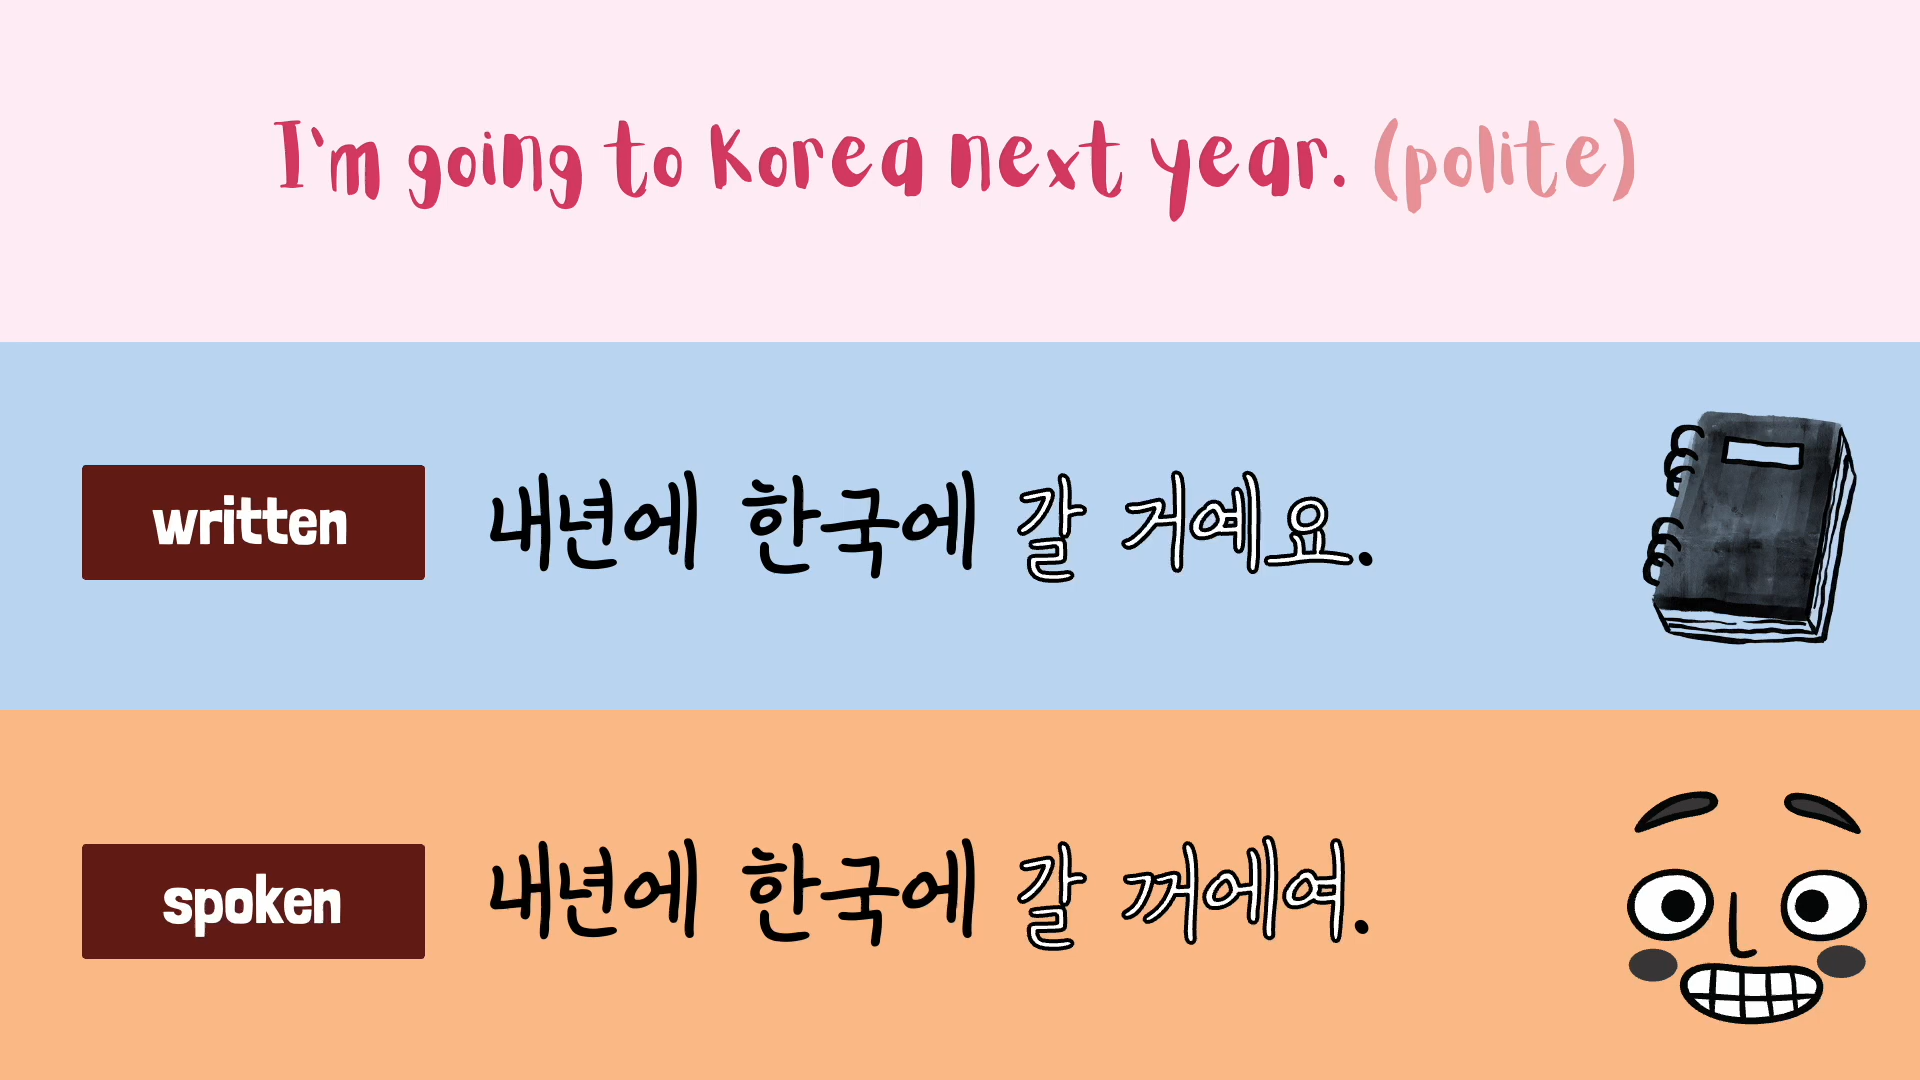 I'm going to Korea next year. (polite)
written
내년에 한국에 갈 거예요.
spoken
내년에 한국에 갈 꺼에여.